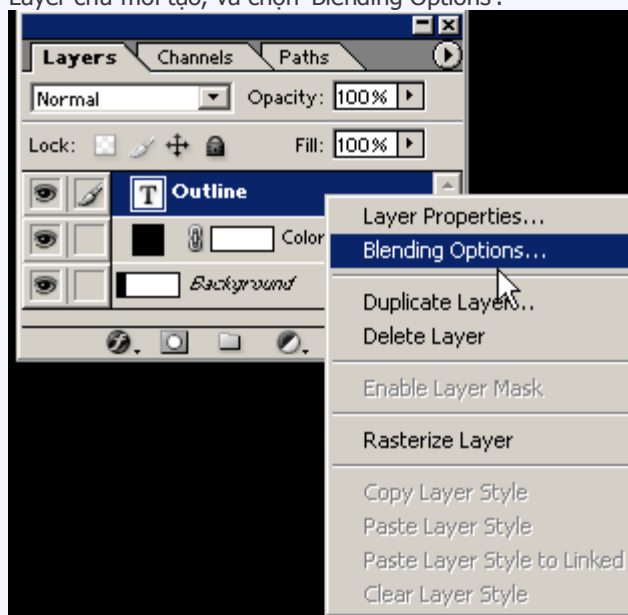 Layer chữ mới tạo, và chọn 'Blending Options'.
Layers Channels Paths
Normal Opacity: 100%
Lock: Fill: 100%
T Outline
Color
Background
Layer Properties...
Blending Options...
Duplicate Layer...
Delete Layer
Enable Layer Mask
Rasterize Layer
Copy Layer Style
Paste Layer Style
Paste Layer Style to Linked
Clear Layer Style